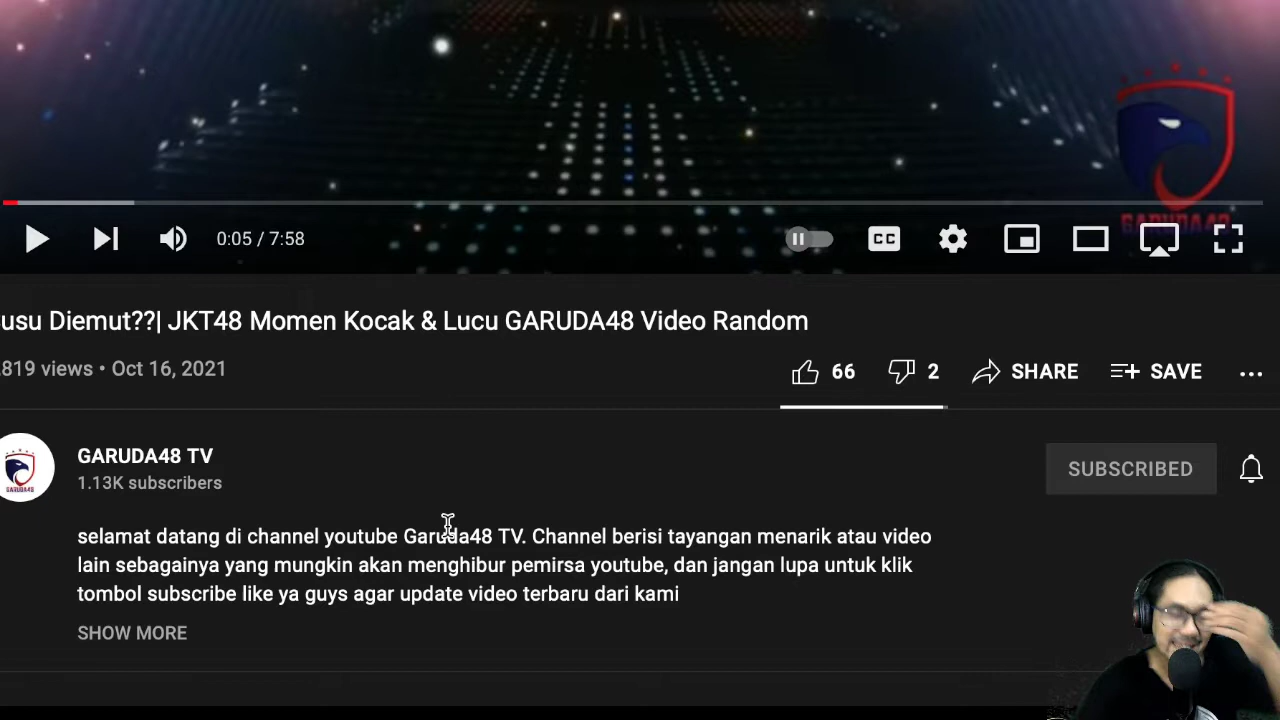 GARUDA48
0:05 / 7:58
CC
usu Diemut??| JKT48 Momen Kocak & Lucu GARUDA48 Video Random
819 views • Oct 16, 2021
66
2
SHARE
SAVE
GARUDA48 TV
1.13K subscribers
SUBSCRIBED
GARUDA48
selamat datang di channel youtube Garuda48 TV. Channel berisi tayangan menarik atau video
lain sebagainya yang mungkin akan menghibur pemirsa youtube, dan jangan lupa untuk klik
tombol subscribe like ya guys agar update video terbaru dari kami
SHOW MORE